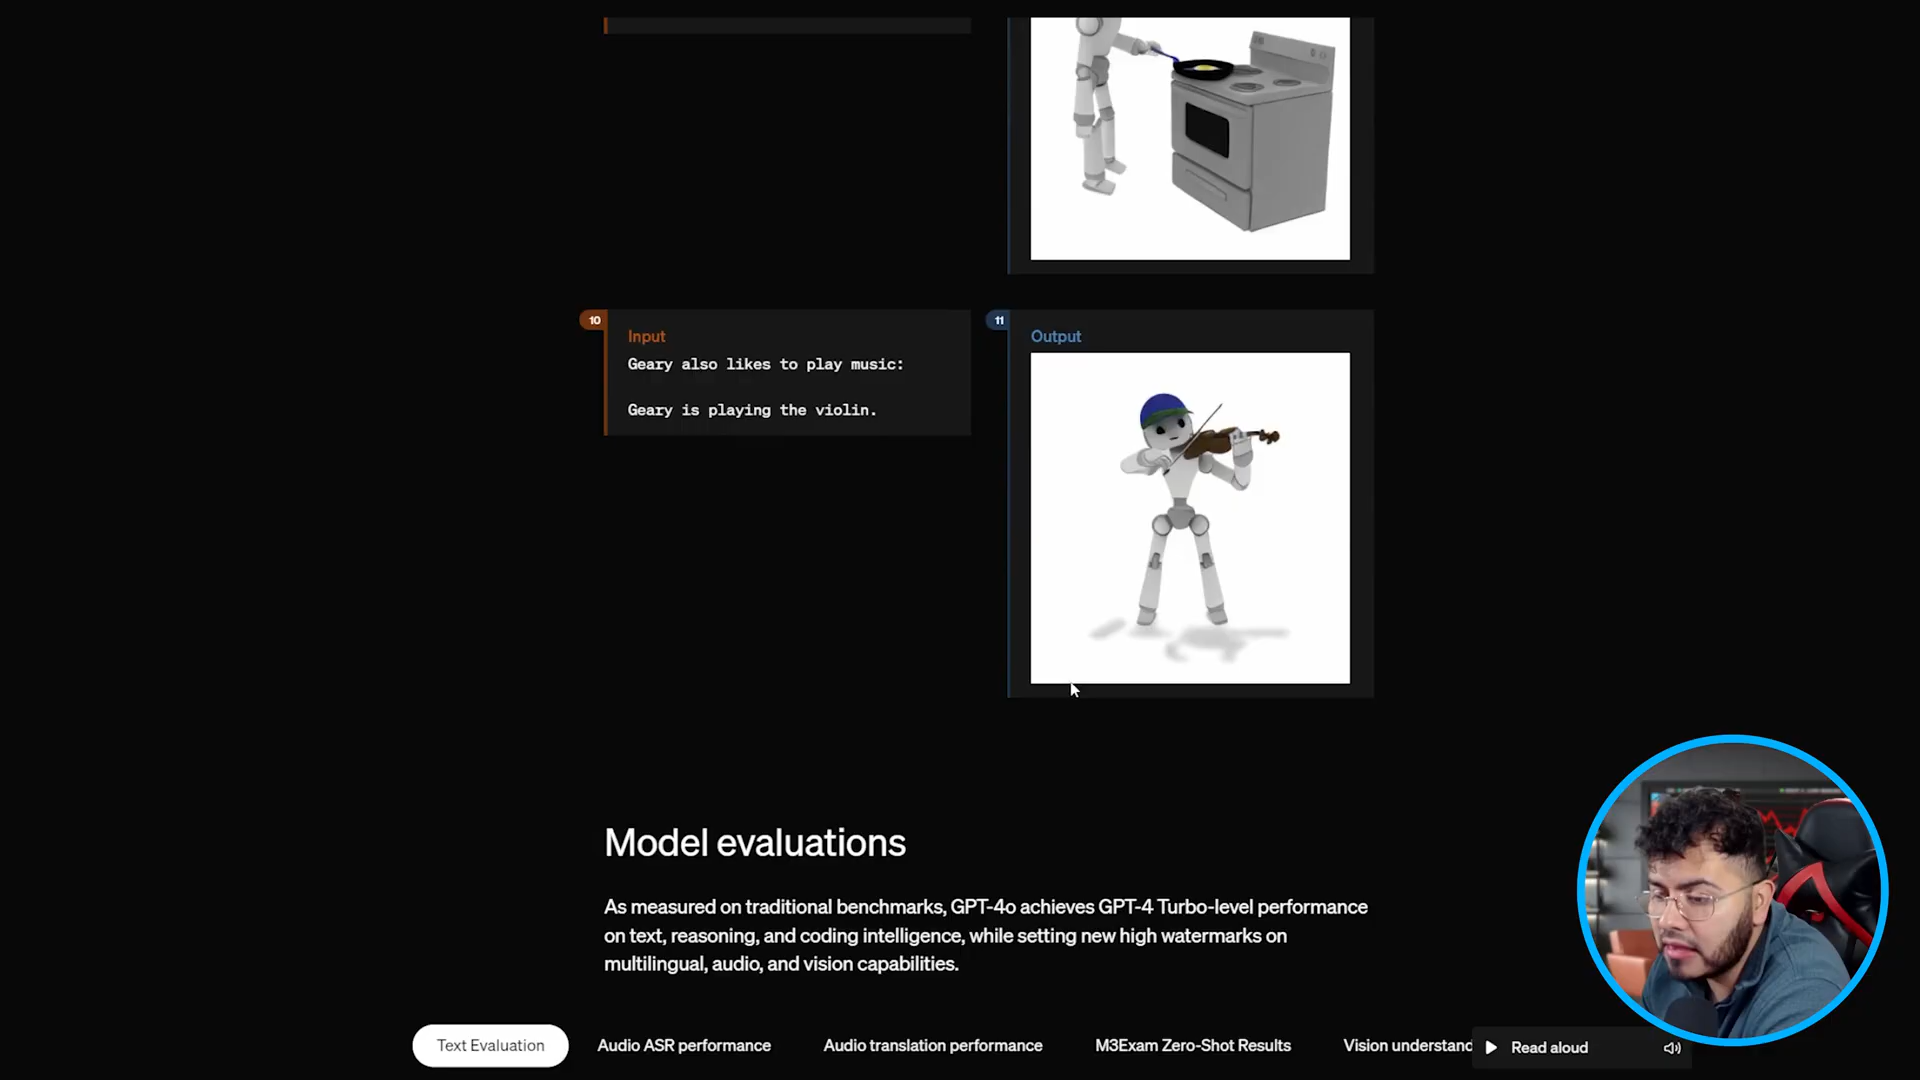 10
Input
Geary also likes to play music:
Geary is playing the violin.
11
Output
Model evaluations
As measured on traditional benchmarks, GPT-4o achieves GPT-4 Turbo-level performance
on text, reasoning, and coding intelligence, while setting new high watermarks on
multilingual, audio, and vision capabilities.
Text Evaluation
Audio ASR performance
Audio translation performance
M3Exam Zero-Shot Results
Vision understand
Read aloud